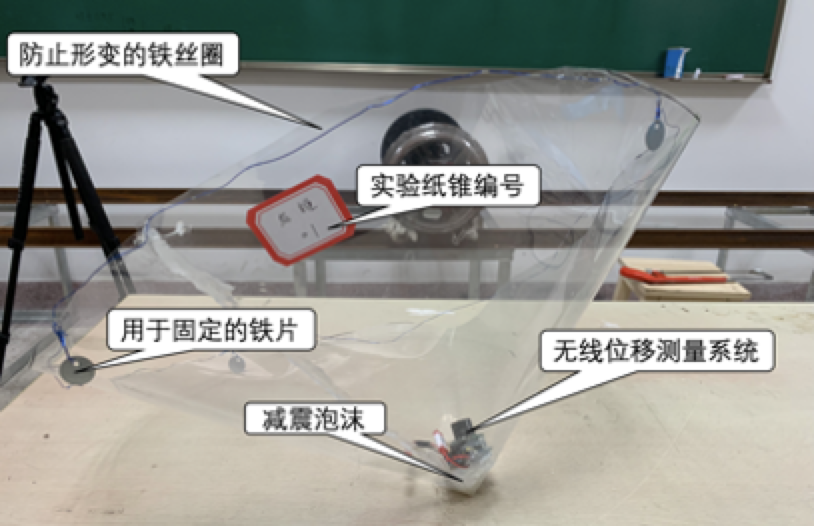 防止形变的铁丝圈
实验纸锥编号
用于固定的铁片
无线位移测量系统
减震泡沫